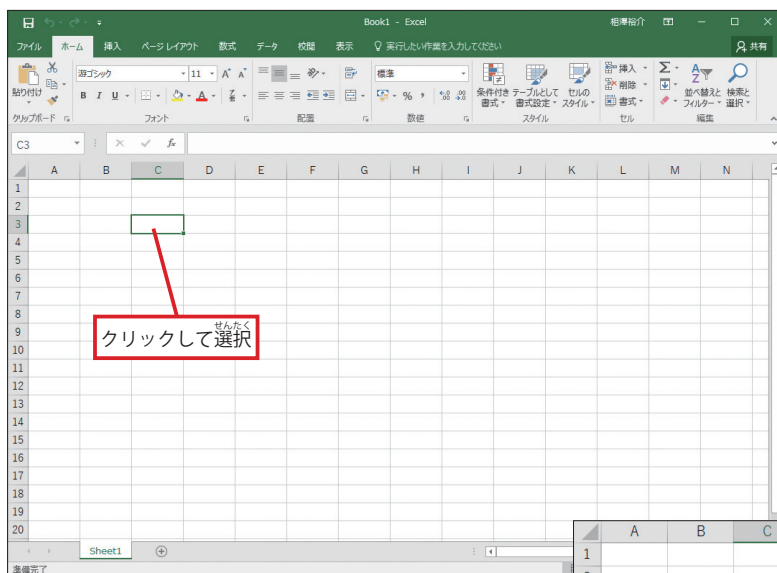 Book1 - Excel 相澤裕介
ファイル ホーム 挿入 ページ レイアウト 数式 データ 校閲 表示 実行したい作業を入力してください 共有
貼り付け 游ゴシック 11 A A 標準 条件付き 書式 テーブルとして 書式設定 セルの スタイル 挿入 削除 書式 Σ 並べ替えと フィルター 検索と 選択
B I U A %
クリップボード フォント 配置 数値 スタイル セル 編集
C3 fx
A B C D E F G H I J K L M N
1
2
3
4
5
6
7
8
せんたく
9
クリックして選択
10
11
12
13
14
15
16
17
18
19
20
A B C
Sheet1
1
準備完了